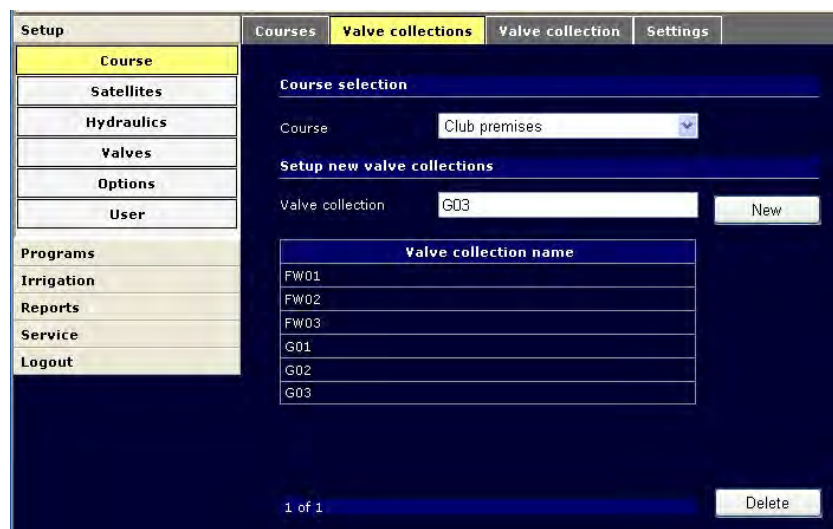 Setup
Course
Satellites
Hydraulics
Valves
Options
User
Programs
Irrigation
Reports
Service
Logout
Courses Valve collections Valve collection Settings
Course selection
Course Club premises
Setup new valve collections
Valve collection G03 New
Valve collection name
FW01
FW02
FW03
G01
G02
G03
1 of 1 Delete